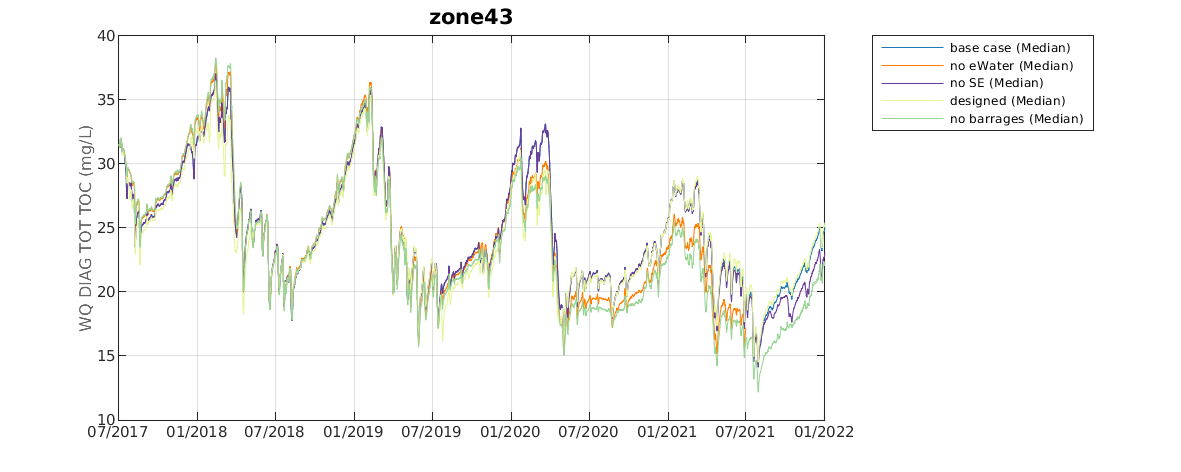 zone43
WQ DIAG TOT TOC (mg/L)
40
35
30
25
20
15
10
07/2017 01/2018 07/2018 01/2019 07/2019 01/2020 07/2020 01/2021 07/2021 01/2022
base case (Median)
no eWater (Median)
no SE (Median)
designed (Median)
no barrages (Median)